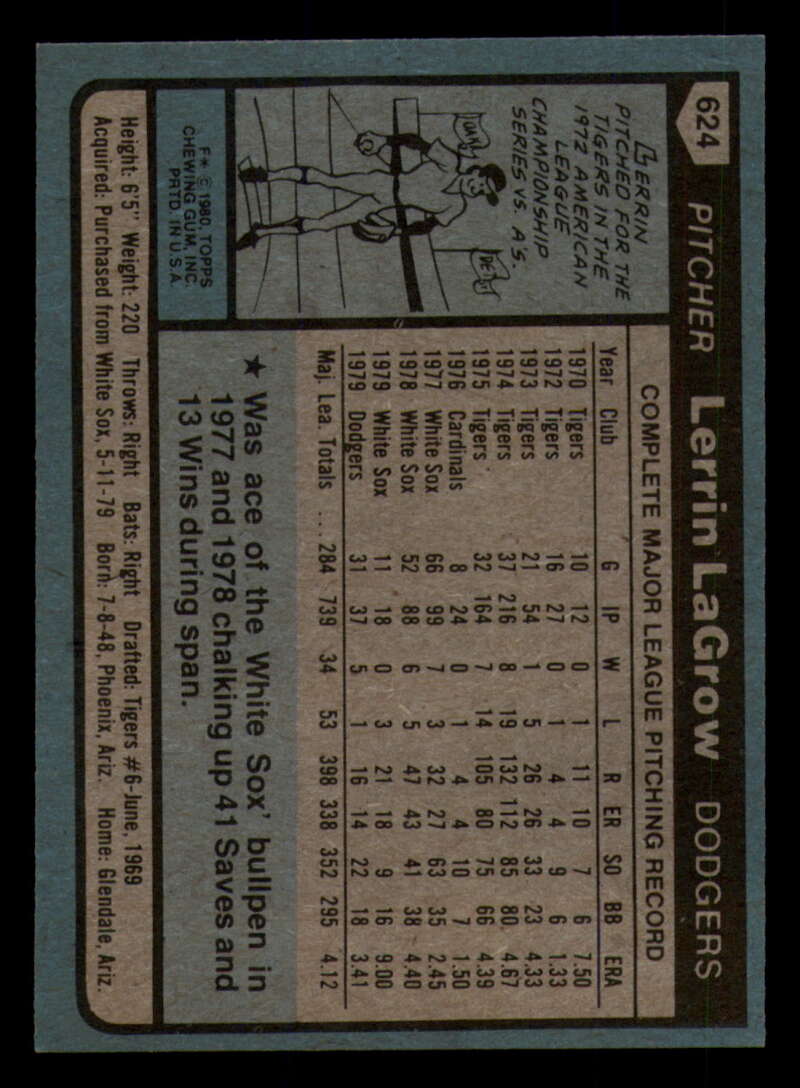 624
PITCHER Lerrin LaGrow DODGERS
LERRIN
PITCHED FOR THE
TIGERS IN THE
1972 AMERICAN
LEAGUE
CHAMPIONSHIP
SERIES VS. A'S.
F✶ © 1980, TOPPS
CHEWING GUM, INC.
PRTD. IN U.S.A.
COMPLETE MAJOR LEAGUE PITCHING RECORD
Year Club G IP W L R ER SO BB ERA
1970 Tigers 10 12 0 1 11 10 7 6 7.50
1972 Tigers 16 27 0 1 4 4 9 6 1.33
1973 Tigers 21 54 1 5 26 26 33 23 4.33
1974 Tigers 37 216 8 19 132 112 85 80 4.67
1975 Tigers 32 164 7 14 105 80 75 66 4.39
1976 Cardinals 8 24 0 1 4 4 10 7 1.50
1977 White Sox 66 99 7 3 32 27 63 35 2.45
1978 White Sox 52 88 6 5 47 43 41 38 4.40
1979 White Sox 11 18 0 3 21 18 9 16 9.00
1979 Dodgers 31 37 5 1 16 14 22 18 3.41
Maj. Lea. Totals ... 284 739 34 53 398 338 352 295 4.12
★ Was ace of the White Sox' bullpen in
1977 and 1978 chalking up 41 Saves and
13 Wins during span.
Height: 6'5" Weight: 220 Throws: Right Bats: Right Drafted: Tigers #6-June, 1969
Acquired: Purchased from White Sox, 5-11-79 Born: 7-8-48, Phoenix, Ariz. Home: Glendale, Ariz.